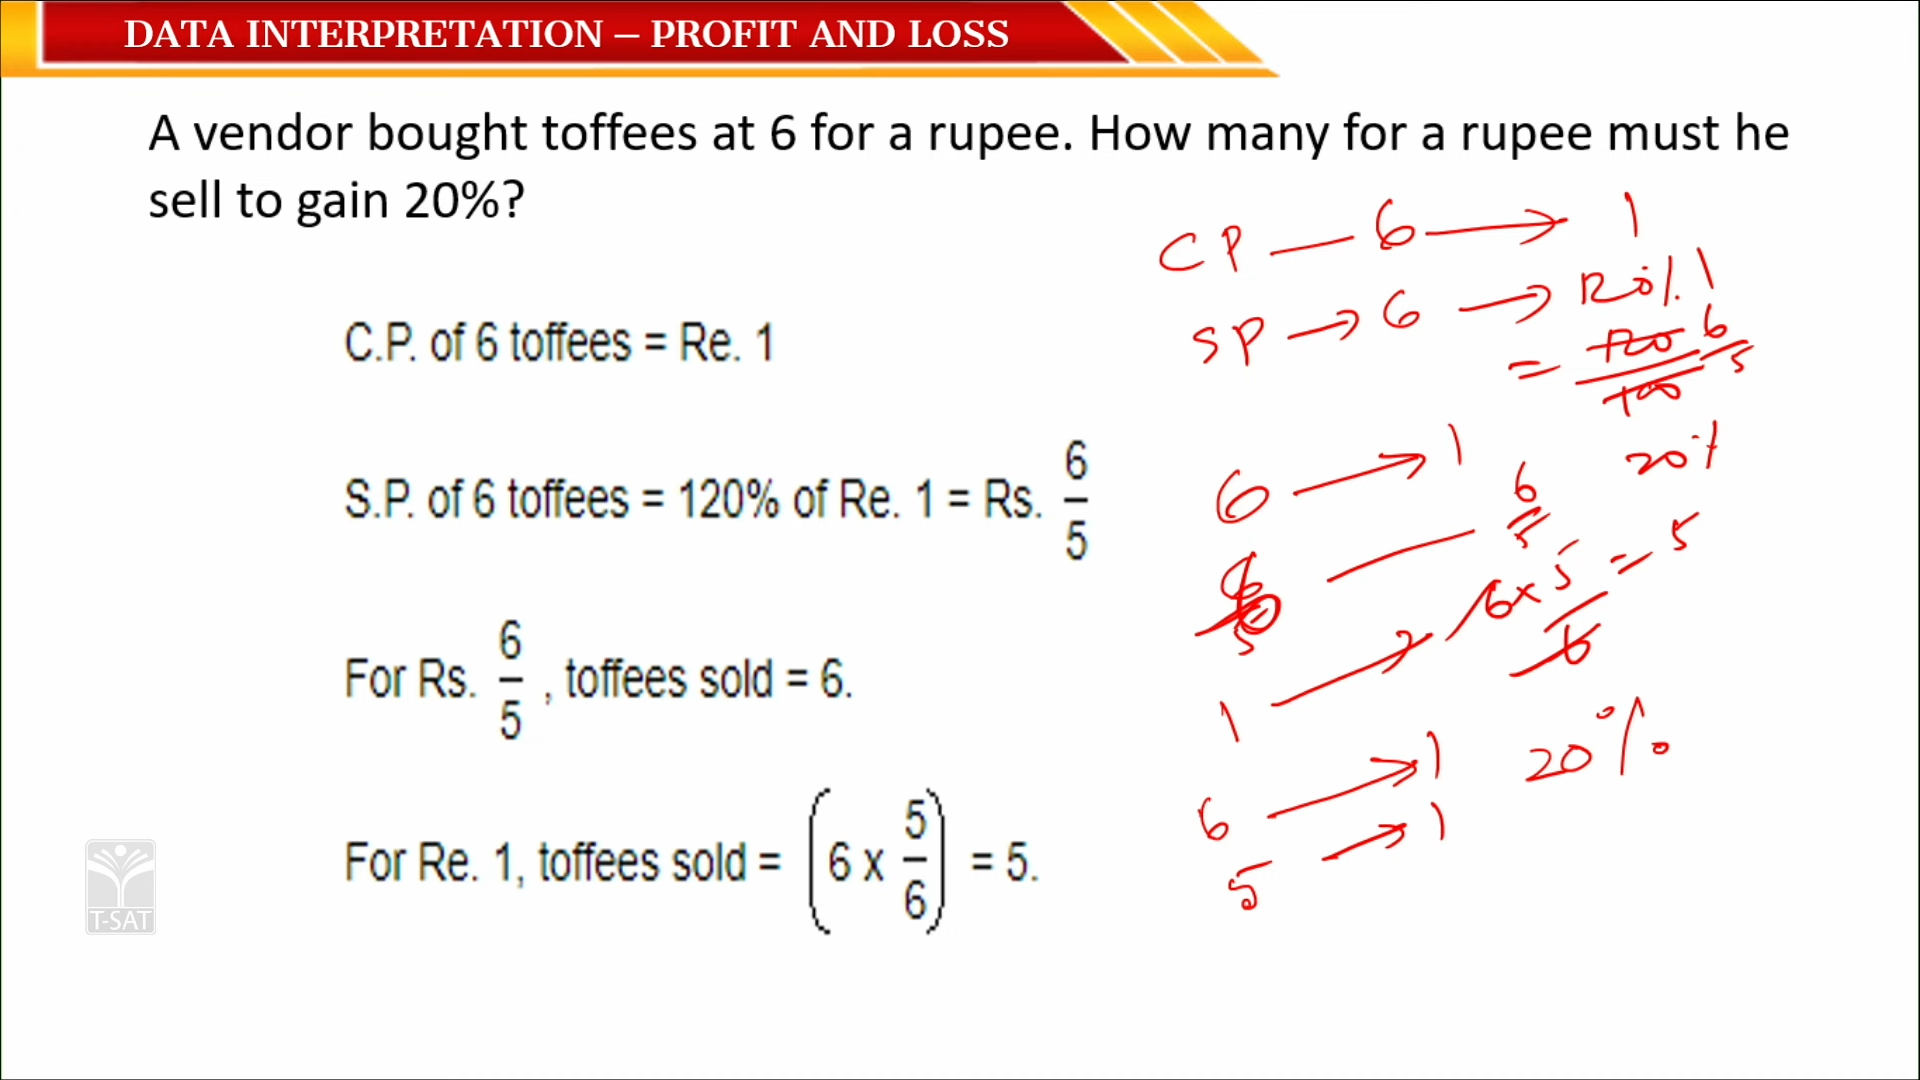 DATA INTERPRETATION – PROFIT AND LOSS
A vendor bought toffees at 6 for a rupee. How many for a rupee must he
sell to gain 20%?
C.P. of 6 toffees = Re. 1
S.P. of 6 toffees = 120% of Re. 1 = Rs. 6/5
For Rs. 6/5 , toffees sold = 6.
For Re. 1, toffees sold = (6 x 5/6) = 5.
CP — 6 → 1
SP → 6 → 120% 1
= 120/100 6/5
20%
6 → 1
6/5
1 → 6 x 5/6 = 5
6 → 1 20%
5 → 1
T-SAT